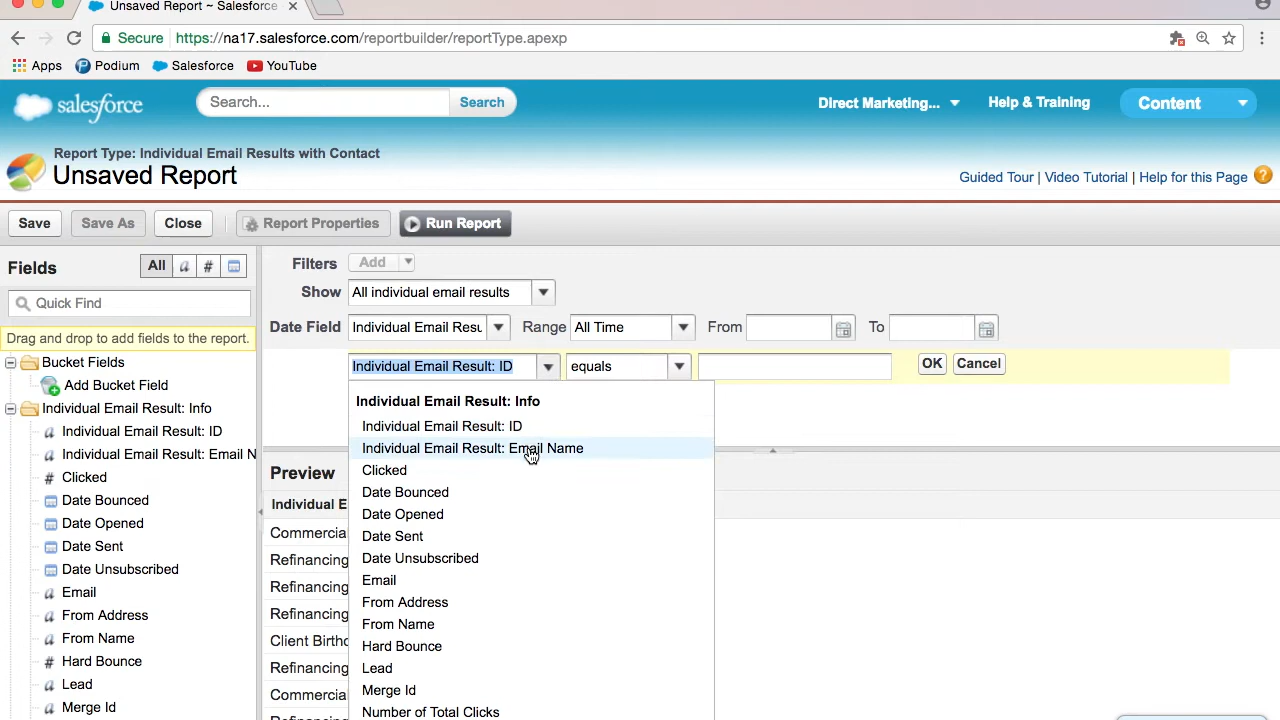 Unsaved Report ~ Salesforce
Secure https://na17.salesforce.com/reportbuilder/reportType.apexp
Apps Podium Salesforce YouTube
salesforce Search... Search Direct Marketing... Help & Training Content
Report Type: Individual Email Results with Contact
Unsaved Report
Guided Tour | Video Tutorial | Help for this Page ?
Save Save As Close Report Properties Run Report
Fields All a #
Quick Find
Drag and drop to add fields to the report.
Bucket Fields
Add Bucket Field
Individual Email Result: Info
a Individual Email Result: ID
a Individual Email Result: Email N
# Clicked
Date Bounced
Date Opened
Date Sent
Date Unsubscribed
a Email
a From Address
a From Name
# Hard Bounce
a Lead
a Merge Id
Filters Add
Show All individual email results
Date Field Individual Email Resu Range All Time From To
Individual Email Result: ID equals OK Cancel
Individual Email Result: Info
Individual Email Result: ID
Individual Email Result: Email Name
Clicked
Date Bounced
Date Opened
Date Sent
Date Unsubscribed
Email
From Address
From Name
Hard Bounce
Lead
Merge Id
Number of Total Clicks
Preview
Individual E
Commercia
Refinancing
Refinancing
Refinancing
Client Birtho
Refinancing
Commercia